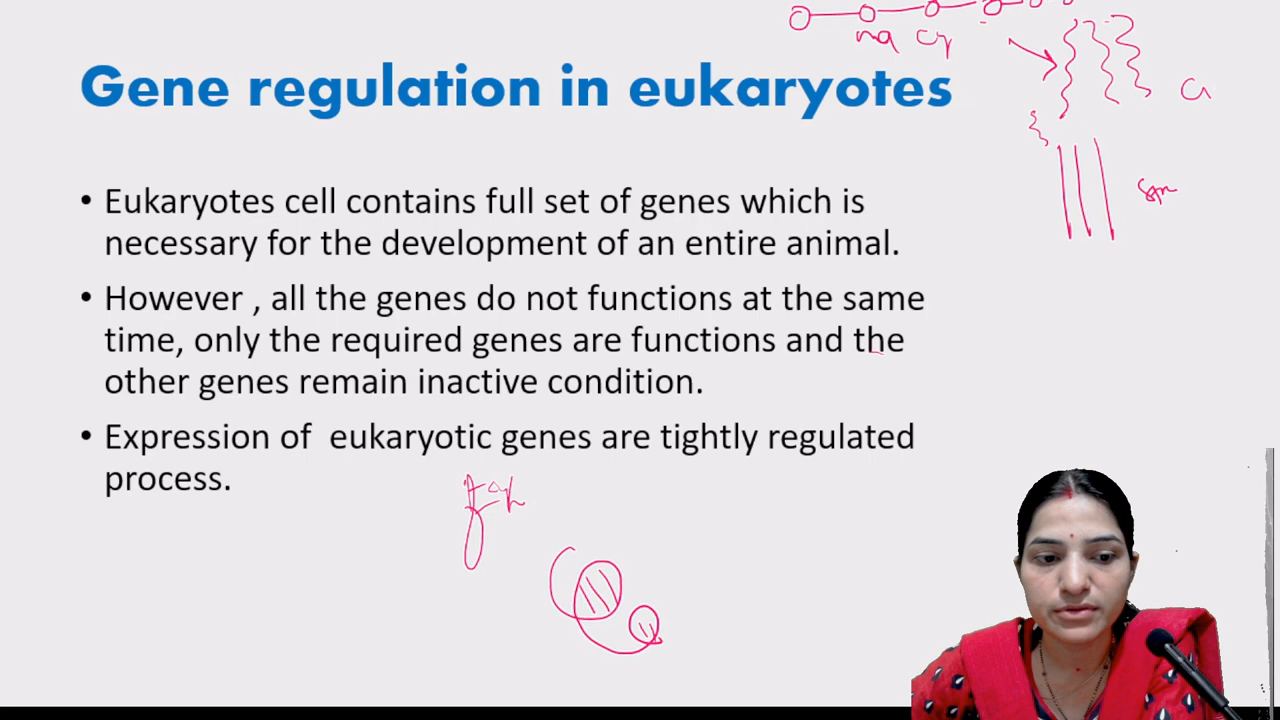 Gene regulation in eukaryotes
• Eukaryotes cell contains full set of genes which is
necessary for the development of an entire animal.
• However , all the genes do not functions at the same
time, only the required genes are functions and the
other genes remain inactive condition.
• Expression of eukaryotic genes are tightly regulated
process.